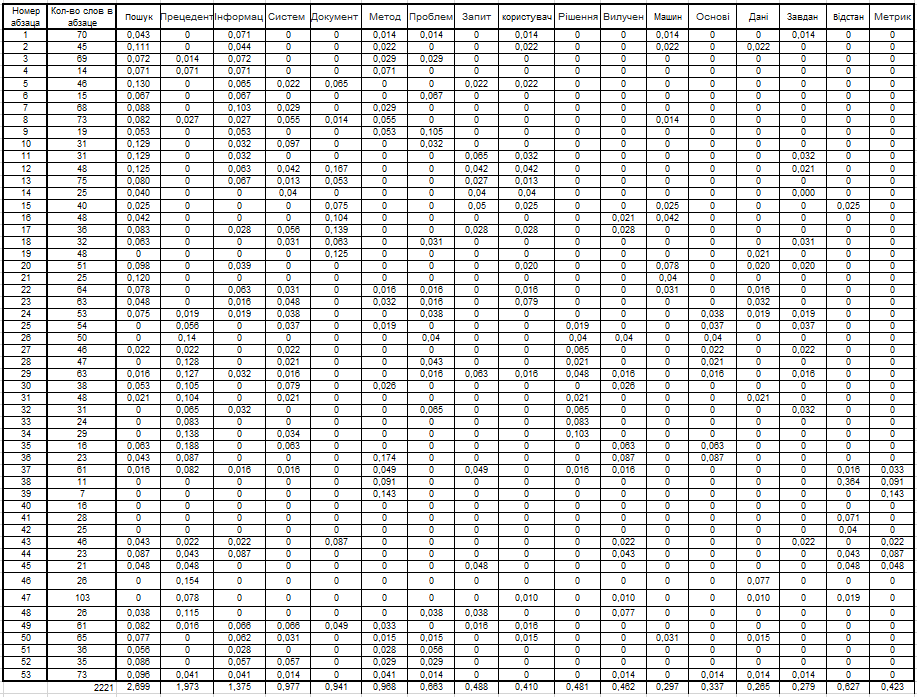 Номер абзаца Кол-во слов в абзаце Пошук Прецедент Інформац Систем Документ Метод Проблем Запит користувач Рішення Вилучен Машин Основі Дані Завдан Відстан Метрик
1 70 0,043 0 0,071 0 0 0,014 0,014 0 0,014 0 0 0,014 0 0 0,014 0 0
2 45 0,111 0 0,044 0 0 0,022 0 0 0,022 0 0 0,022 0 0,022 0 0 0
3 69 0,072 0,014 0,072 0 0 0,029 0,029 0 0 0 0 0 0 0 0 0 0
4 14 0,071 0,071 0,071 0 0 0,071 0 0 0 0 0 0 0 0 0 0 0
5 46 0,130 0 0,065 0,022 0,065 0 0 0,022 0,022 0 0 0 0 0 0 0 0
6 15 0,067 0 0,067 0 0 0 0,067 0 0 0 0 0 0 0 0 0 0
7 68 0,088 0 0,103 0,029 0 0,029 0 0 0 0 0 0 0 0 0 0 0
8 73 0,082 0,027 0,027 0,055 0,014 0,055 0 0 0 0 0 0,014 0 0 0 0 0
9 19 0,053 0 0,053 0 0 0,053 0,105 0 0 0 0 0 0 0 0 0 0
10 31 0,129 0 0,032 0,097 0 0 0,032 0 0 0 0 0 0 0 0 0 0
11 31 0,129 0 0,032 0 0 0 0 0,065 0,032 0 0 0 0 0 0,032 0 0
12 48 0,125 0 0,063 0,042 0,167 0 0 0,042 0,042 0 0 0 0 0 0,021 0 0
13 75 0,080 0 0,067 0,013 0,053 0 0 0,027 0,013 0 0 0 0 0 0 0 0
14 25 0,040 0 0 0,04 0 0 0 0,04 0,04 0 0 0 0 0 0,000 0 0
15 40 0,025 0 0 0 0,075 0 0 0,05 0,025 0 0 0,025 0 0 0 0,025 0
16 48 0,042 0 0 0 0,104 0 0 0 0 0 0,021 0,042 0 0 0 0 0
17 36 0,083 0 0,028 0,056 0,139 0 0 0,028 0,028 0 0,028 0 0 0 0 0 0
18 32 0,063 0 0 0,031 0,063 0 0,031 0 0 0 0 0 0 0 0,031 0 0
19 48 0 0 0 0 0,125 0 0 0 0 0 0 0 0 0,021 0 0 0
20 51 0,098 0 0,039 0 0 0 0 0 0,020 0 0 0,078 0 0,020 0,020 0 0
21 25 0,120 0 0 0 0 0 0 0 0 0 0 0,04 0 0 0 0 0
22 64 0,078 0 0,063 0,031 0 0,016 0,016 0 0,016 0 0 0,031 0 0,016 0 0 0
23 63 0,048 0 0,016 0,048 0 0,032 0,016 0 0,079 0 0 0 0 0,032 0 0 0
24 53 0,075 0,019 0,019 0,038 0 0 0,038 0 0 0 0 0 0,038 0,019 0,019 0 0
25 54 0 0,056 0 0,037 0 0,019 0 0 0 0,019 0 0 0,037 0 0,037 0 0
26 50 0 0,14 0 0 0 0 0,04 0 0 0,04 0,04 0 0,04 0 0 0 0
27 46 0,022 0,022 0 0,022 0 0 0 0 0 0,065 0 0 0,022 0 0,022 0 0
28 47 0 0,128 0 0,021 0 0 0,043 0 0 0,021 0 0 0,021 0 0 0 0
29 63 0,016 0,127 0,032 0,016 0 0 0,016 0,063 0,016 0,048 0,016 0 0,016 0 0,016 0 0
30 38 0,053 0,105 0 0,079 0 0,026 0 0 0 0 0,026 0 0 0 0 0 0
31 48 0,021 0,104 0 0,021 0 0 0 0 0 0,021 0 0 0 0,021 0 0 0
32 31 0 0,065 0,032 0 0 0 0,065 0 0 0,065 0 0 0 0 0,032 0 0
33 24 0 0,083 0 0 0 0 0 0 0 0,083 0 0 0 0 0 0 0
34 29 0 0,138 0 0,034 0 0 0 0 0 0,103 0 0 0 0 0 0 0
35 16 0,063 0,188 0 0,063 0 0 0 0 0 0 0,063 0 0,063 0 0 0 0
36 23 0,043 0,087 0 0 0 0,174 0 0 0 0 0,087 0 0,087 0 0 0 0
37 61 0,016 0,082 0,016 0,016 0 0,049 0 0,049 0 0,016 0,016 0 0 0 0 0,016 0,033
38 11 0 0 0 0 0 0,091 0 0 0 0 0 0 0 0 0 0,364 0,091
39 7 0 0 0 0 0 0,143 0 0 0 0 0 0 0 0 0 0 0,143
40 16 0 0 0 0 0 0 0 0 0 0 0 0 0 0 0 0 0
41 28 0 0 0 0 0 0 0 0 0 0 0 0 0 0 0 0,071 0
42 25 0 0 0 0 0 0 0 0 0 0 0 0 0 0 0 0,04 0
43 46 0,043 0,022 0,022 0 0,087 0 0 0 0 0 0,022 0 0 0 0,022 0 0,022
44 23 0,087 0,043 0,087 0 0 0 0 0 0 0 0,043 0 0 0 0 0,043 0,087
45 21 0,048 0,048 0 0 0 0 0 0,048 0 0 0 0 0 0 0 0,048 0,048
46 26 0 0,154 0 0 0 0 0 0 0 0 0 0 0 0,077 0 0 0
47 103 0 0,078 0 0 0 0 0 0 0,010 0 0,010 0 0 0,010 0 0,019 0
48 26 0,038 0,115 0 0 0 0 0,038 0,038 0 0 0,077 0 0 0 0 0 0
49 61 0,082 0,016 0,066 0,066 0,049 0,033 0 0,016 0,016 0 0 0 0 0 0 0 0
50 65 0,077 0 0,062 0,031 0 0,015 0,015 0 0,015 0 0 0,031 0 0,015 0 0 0
51 36 0,056 0 0,028 0 0 0,028 0,056 0 0 0 0 0 0 0 0 0 0
52 35 0,086 0 0,057 0,057 0 0,029 0,029 0 0 0 0 0 0 0 0 0 0
53 73 0,096 0,041 0,041 0,014 0 0,041 0,014 0 0 0 0,014 0 0,014 0,014 0,014 0 0
2221 2,699 1,973 1,375 0,977 0,941 0,968 0,663 0,488 0,410 0,481 0,462 0,297 0,337 0,265 0,279 0,627 0,423